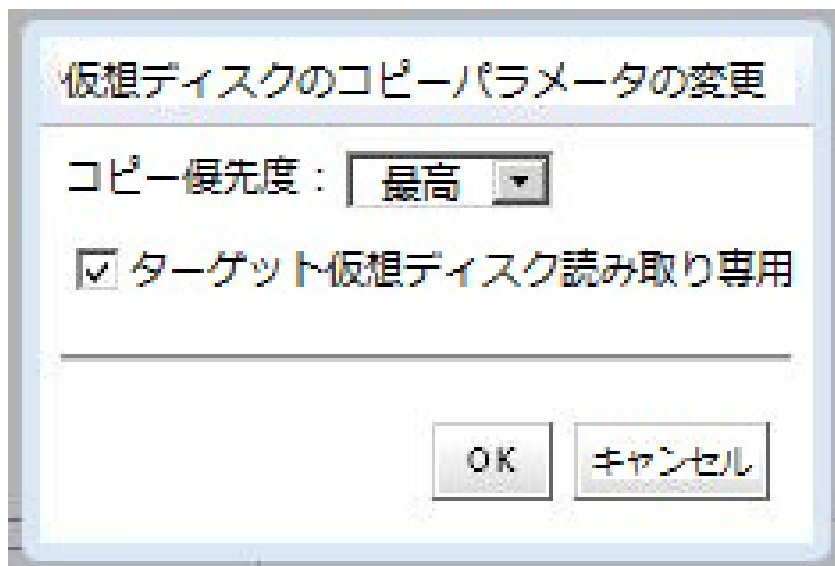 仮想ディスクのコピーパラメータの変更
コピー優先度： 最高
ターゲット仮想ディスク読み取り専用
OK キャンセル